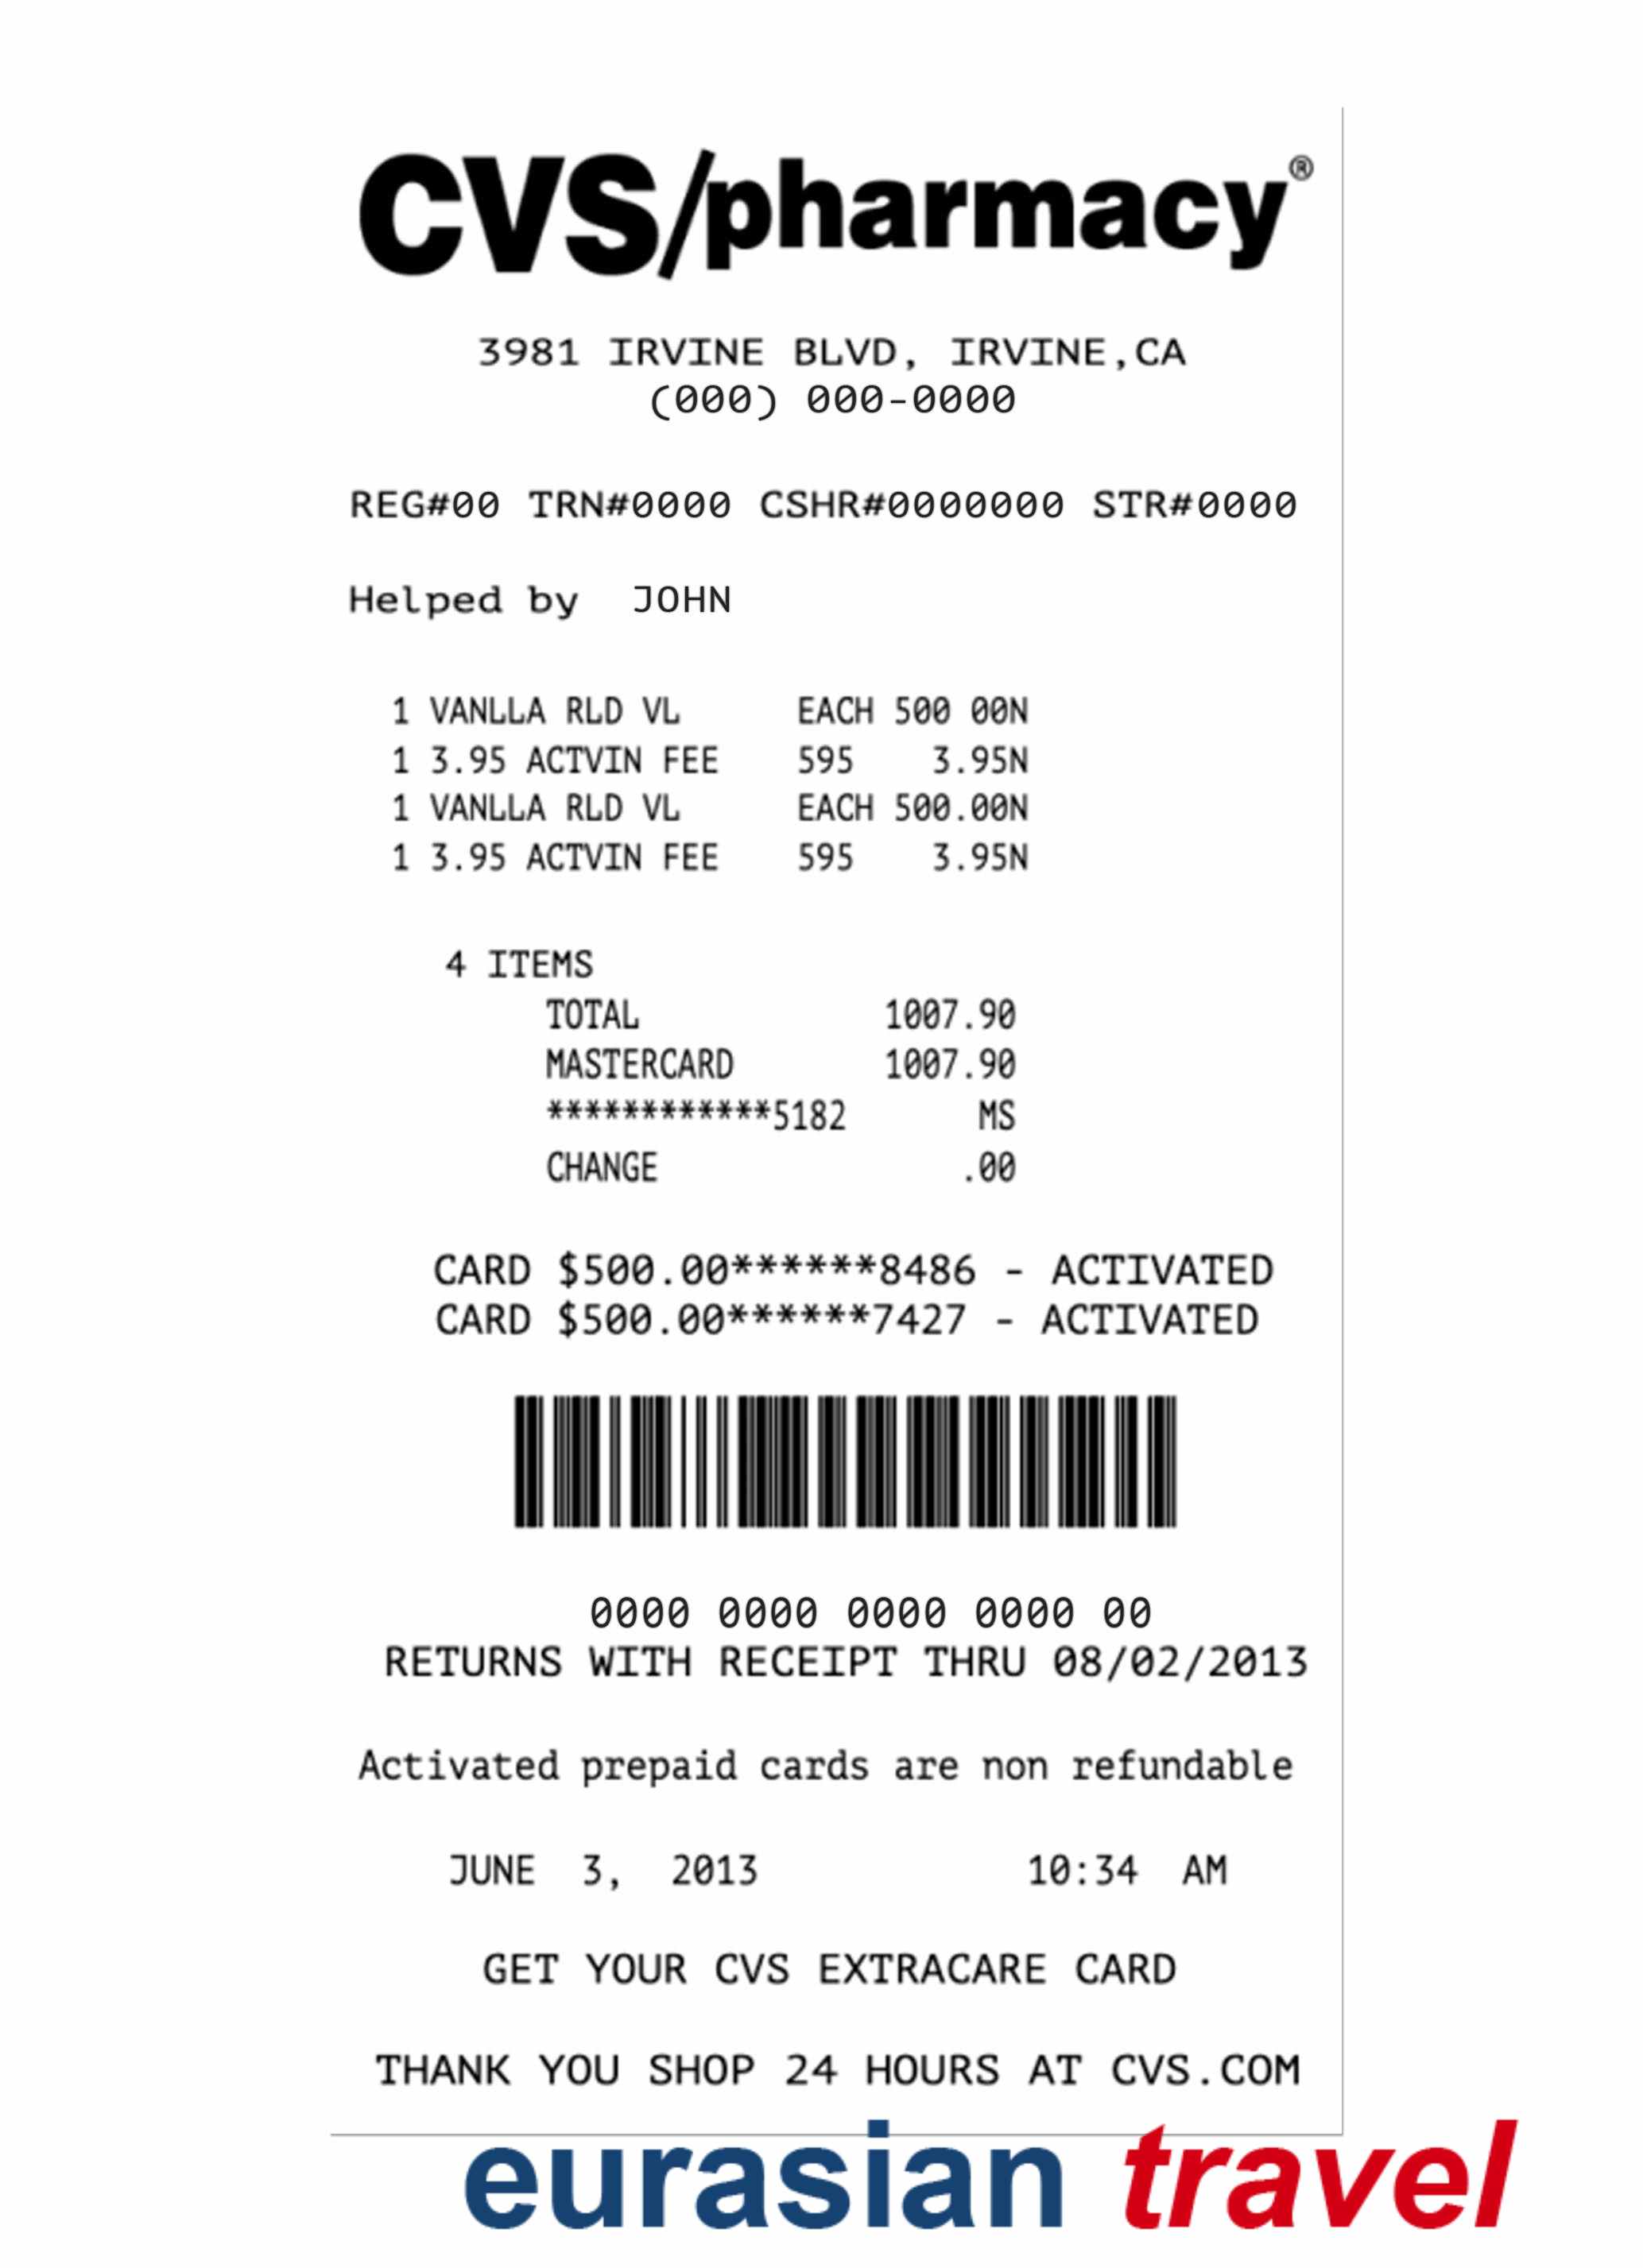 CVS/pharmacy®
3981 IRVINE BLVD, IRVINE,CA
(000) 000-0000
REG#00 TRN#0000 CSHR#0000000 STR#0000
Helped by JOHN
1 VANLLA RLD VL EACH 500 00N
1 3.95 ACTVIN FEE 595 3.95N
1 VANLLA RLD VL EACH 500.00N
1 3.95 ACTVIN FEE 595 3.95N
4 ITEMS
TOTAL 1007.90
MASTERCARD 1007.90
************5182 MS
CHANGE .00
CARD $500.00******8486 - ACTIVATED
CARD $500.00******7427 - ACTIVATED
0000 0000 0000 0000 00
RETURNS WITH RECEIPT THRU 08/02/2013
Activated prepaid cards are non refundable
JUNE 3, 2013 10:34 AM
GET YOUR CVS EXTRACARE CARD
THANK YOU SHOP 24 HOURS AT CVS.COM
eurasian travel